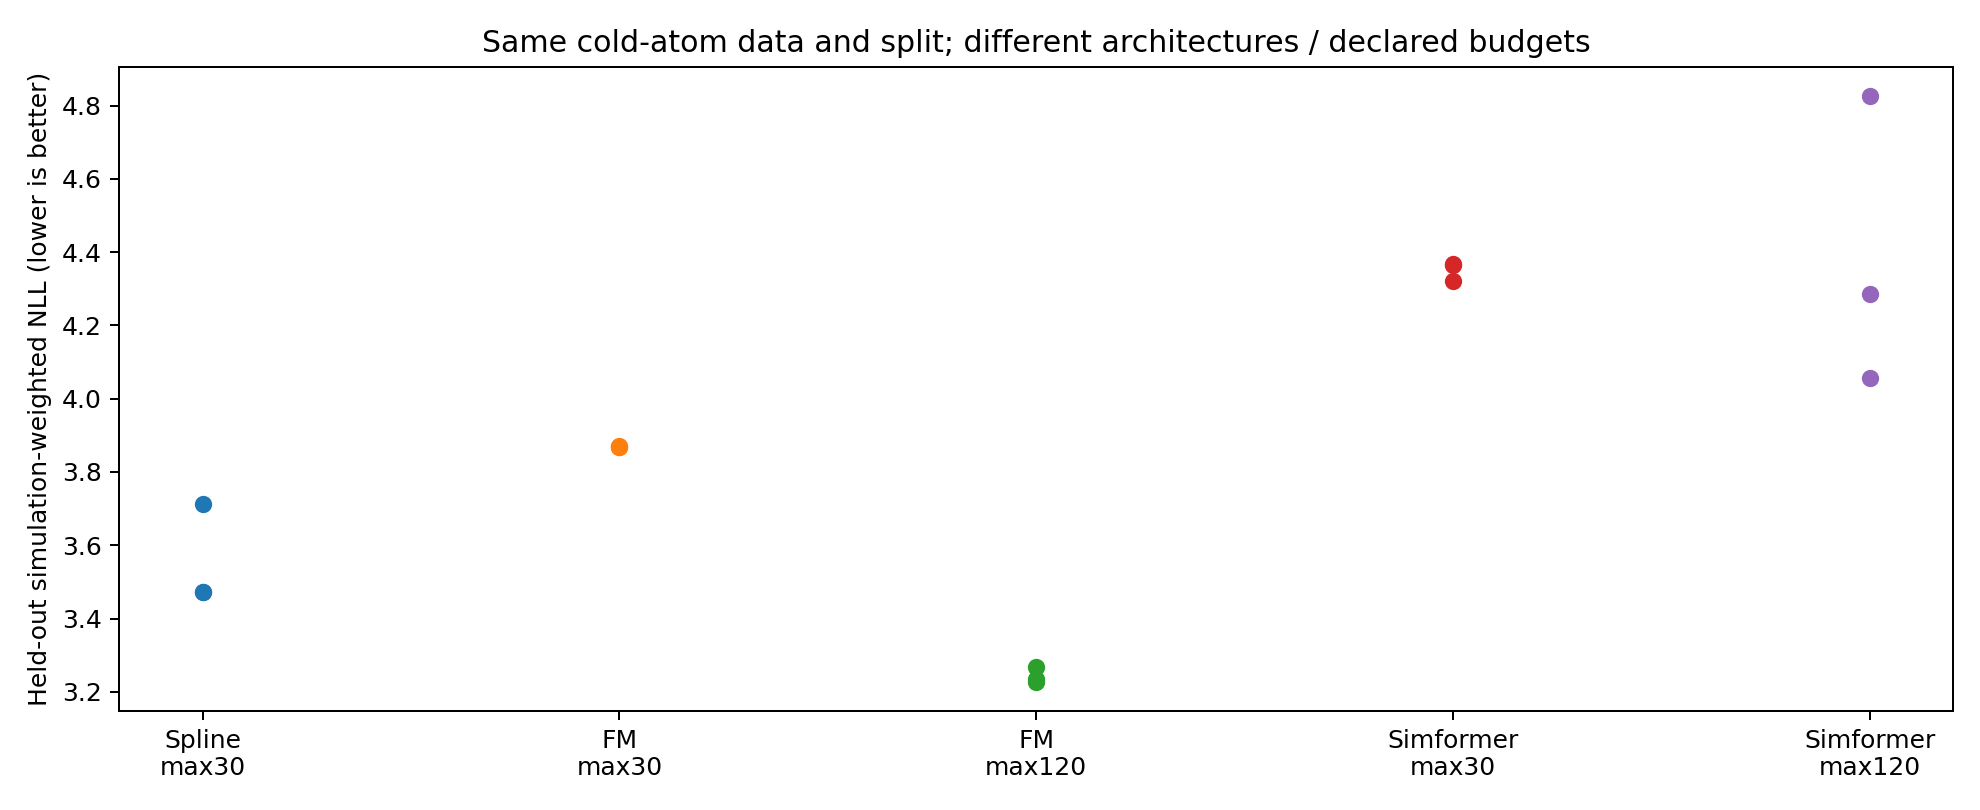 Same cold-atom data and split; different architectures / declared budgets
Held-out simulation-weighted NLL (lower is better)
4.8
4.6
4.4
4.2
4.0
3.8
3.6
3.4
3.2
Spline
max30
FM
max30
FM
max120
Simformer
max30
Simformer
max120